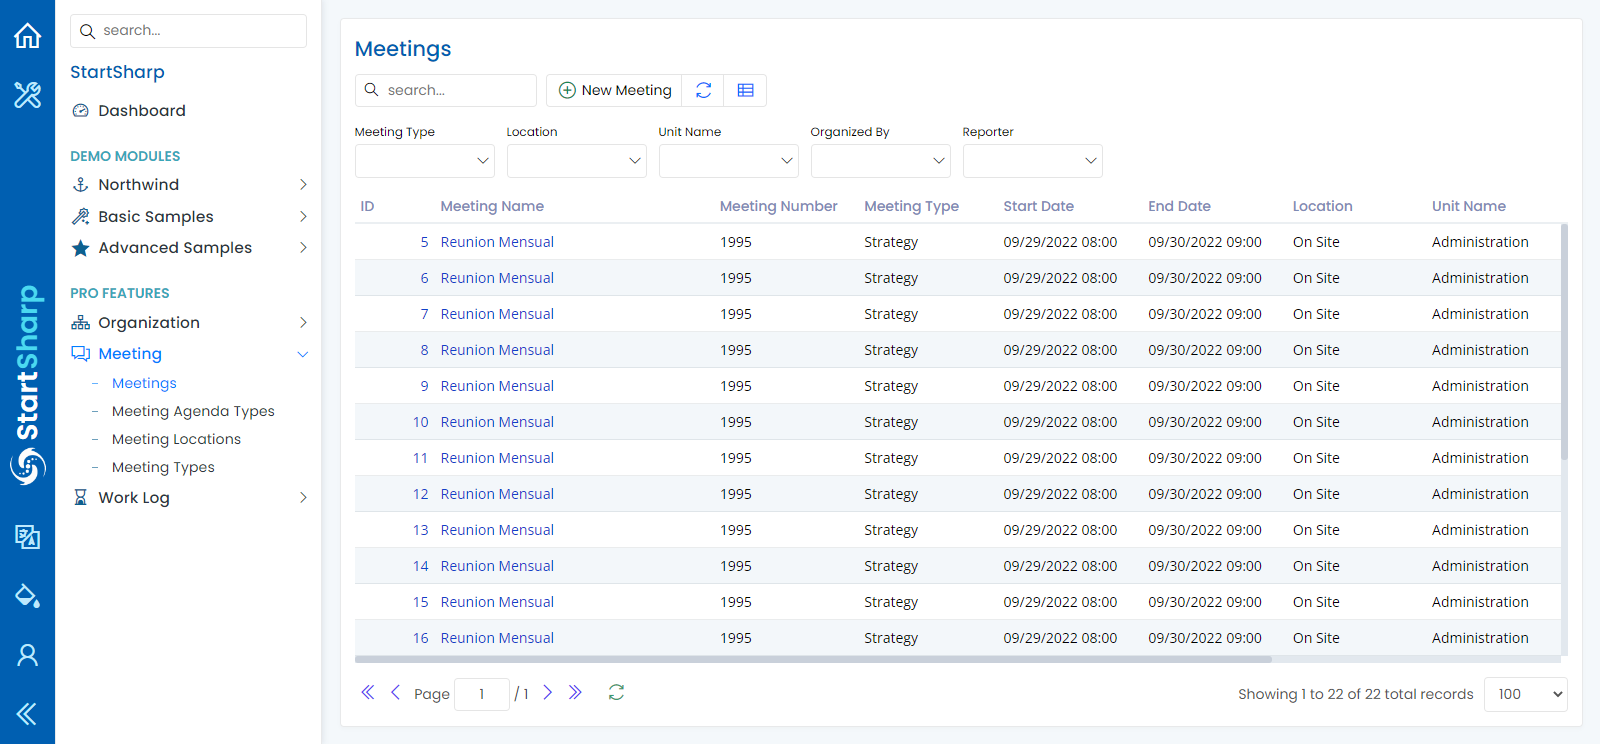 search...
StartSharp
Dashboard
DEMO MODULES
Northwind
Basic Samples
Advanced Samples
PRO FEATURES
Organization
Meeting
- Meetings
- Meeting Agenda Types
- Meeting Locations
- Meeting Types
Work Log
StartSharp
Meetings
search...
New Meeting
Meeting Type Location Unit Name Organized By Reporter
ID Meeting Name Meeting Number Meeting Type Start Date End Date Location Unit Name
5 Reunion Mensual 1995 Strategy 09/29/2022 08:00 09/30/2022 09:00 On Site Administration
6 Reunion Mensual 1995 Strategy 09/29/2022 08:00 09/30/2022 09:00 On Site Administration
7 Reunion Mensual 1995 Strategy 09/29/2022 08:00 09/30/2022 09:00 On Site Administration
8 Reunion Mensual 1995 Strategy 09/29/2022 08:00 09/30/2022 09:00 On Site Administration
9 Reunion Mensual 1995 Strategy 09/29/2022 08:00 09/30/2022 09:00 On Site Administration
10 Reunion Mensual 1995 Strategy 09/29/2022 08:00 09/30/2022 09:00 On Site Administration
11 Reunion Mensual 1995 Strategy 09/29/2022 08:00 09/30/2022 09:00 On Site Administration
12 Reunion Mensual 1995 Strategy 09/29/2022 08:00 09/30/2022 09:00 On Site Administration
13 Reunion Mensual 1995 Strategy 09/29/2022 08:00 09/30/2022 09:00 On Site Administration
14 Reunion Mensual 1995 Strategy 09/29/2022 08:00 09/30/2022 09:00 On Site Administration
15 Reunion Mensual 1995 Strategy 09/29/2022 08:00 09/30/2022 09:00 On Site Administration
16 Reunion Mensual 1995 Strategy 09/29/2022 08:00 09/30/2022 09:00 On Site Administration
Page 1 / 1
Showing 1 to 22 of 22 total records 100